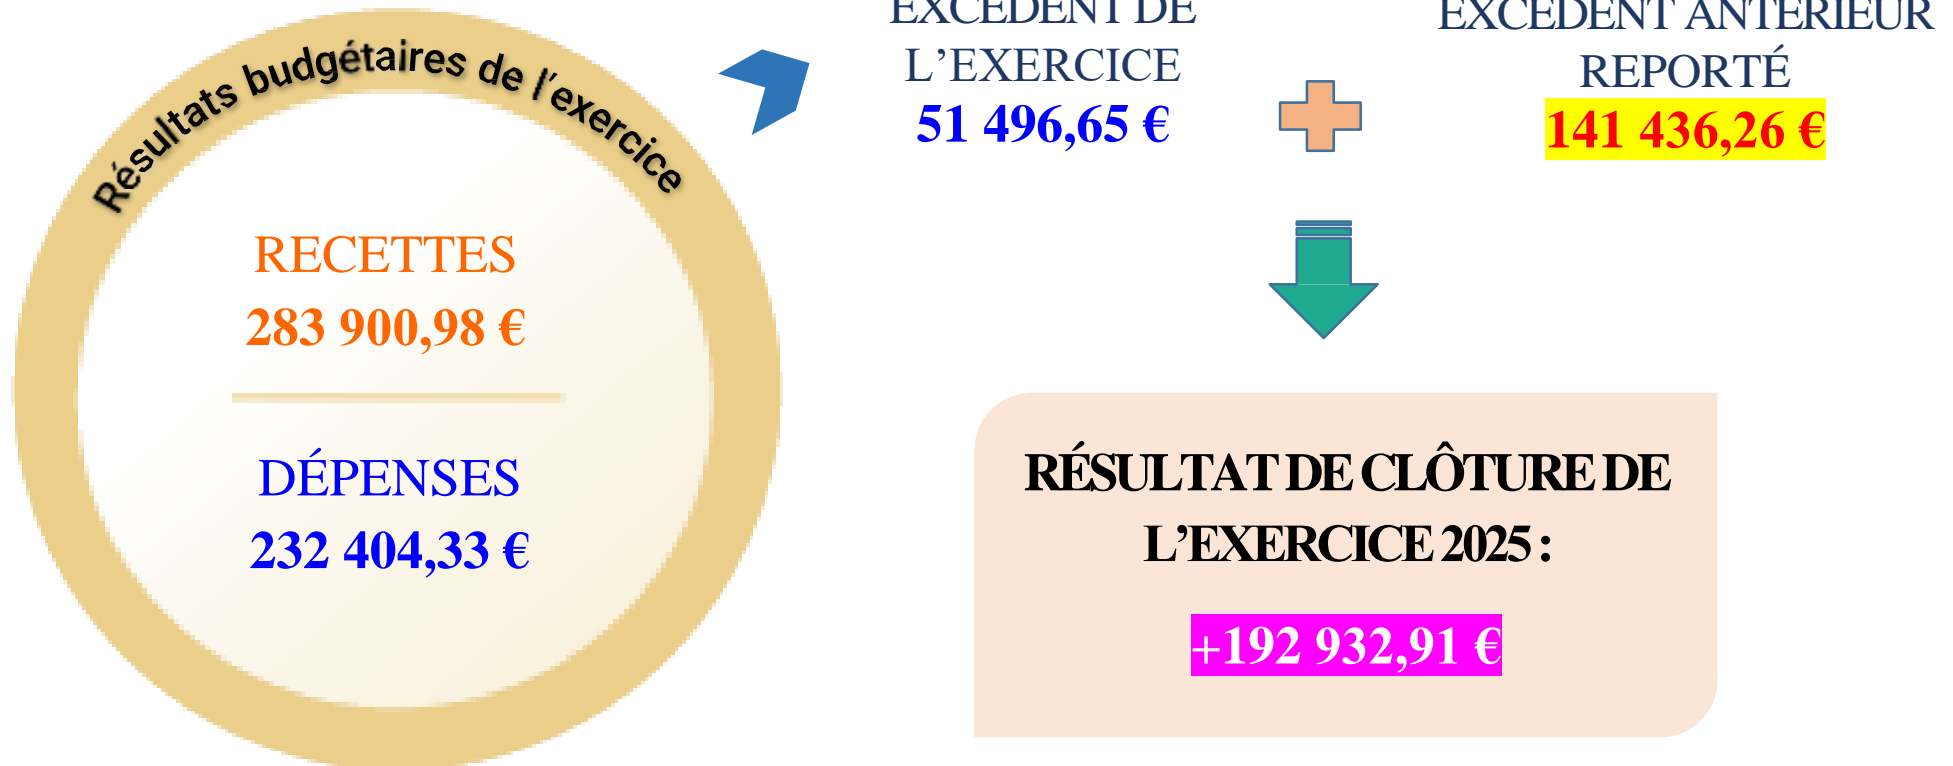 Résultats budgétaires de l'exercice
RECETTES
283 900,98 €
DÉPENSES
232 404,33 €
EXCÉDENT DE
L’EXERCICE
51 496,65 €
EXCÉDENT ANTÉRIEUR
REPORTÉ
141 436,26 €
RÉSULTAT DE CLÔTURE DE
L’EXERCICE 2025 :
+192 932,91 €